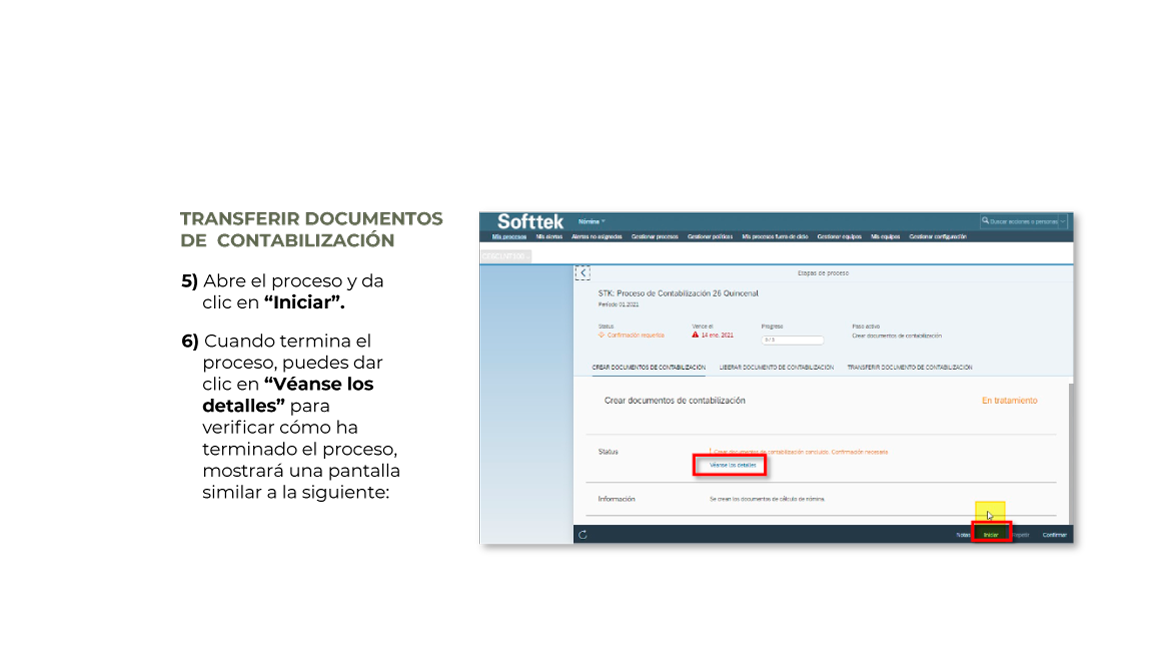 TRANSFERIR DOCUMENTOS
DE CONTABILIZACIÓN
5) Abre el proceso y da
clic en “Iniciar”.
6) Cuando termina el
proceso, puedes dar
clic en “Véanse los
detalles” para
verificar cómo ha
terminado el proceso,
mostrará una pantalla
similar a la siguiente:
Softtek Nómina
Buscar acciones o personas
Mis procesos Mis alertas Alertas no asignadas Gestionar procesos Gestionar políticas Mis procesos fuera de ciclo Gestionar equipos Mis equipos Gestionar configuración
Etapas de proceso
STK: Proceso de Contabilización 26 Quincenal
Período 01.2021
Status Vence el Progreso Paso activo
Confirmación requerida 14 ene. 2021 0 / 3 Crear documentos de contabilización
CREAR DOCUMENTOS DE CONTABILIZACIÓN LIBERAR DOCUMENTO DE CONTABILIZACIÓN TRANSFERIR DOCUMENTO DE CONTABILIZACIÓN
Crear documentos de contabilización En tratamiento
Status Crear documentos de contabilización concluido. Confirmación necesaria
Véanse los detalles
Información Se crean los documentos de cálculo de nómina.
Notas Iniciar Repetir Confirmar